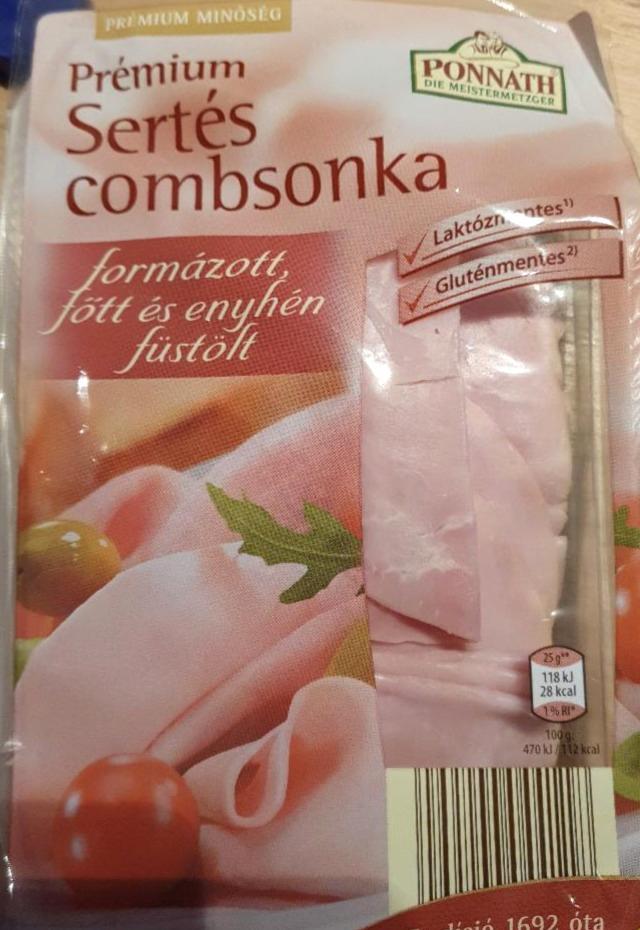 PRÉMIUM MINŐSÉG
Prémium
Sertés
combsonka
PONNATH
DIE MEISTERMETZGER
formázott,
főtt és enyhén
füstölt
Gluténmentes²⁾
25 g**
118 kJ
28 kcal
1 % RI*
100 g:
470 kJ / 112 kcal
1692 óta